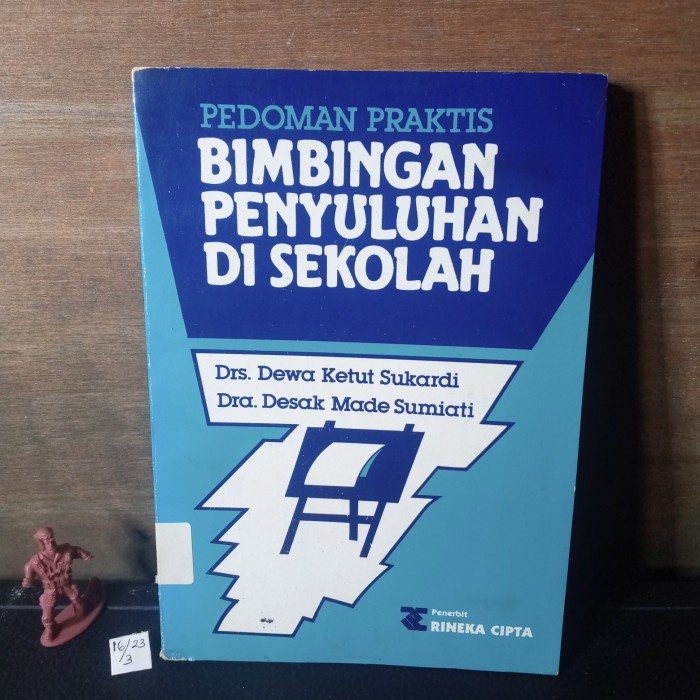 PEDOMAN PRAKTIS
BIMBINGAN
PENYULUHAN
DI SEKOLAH
Drs. Dewa Ketut Sukardi
Dra. Desak Made Sumiati
Penerbit
RINEKA CIPTA
16/23
/3